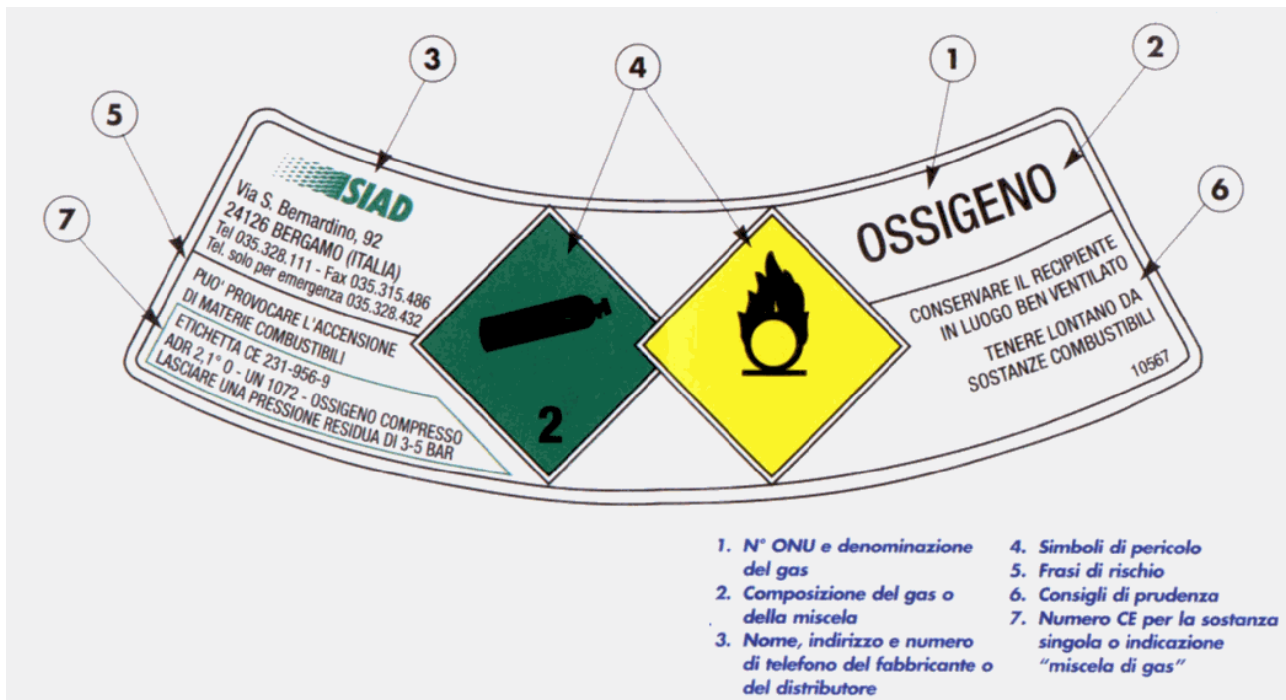 3
4
1
2
5
7
6
SIAD
Via S. Bernardino, 92
24126 BERGAMO (ITALIA)
Tel 035.328.111 - Fax 035.315.486
Tel. solo per emergenza 035.328.432
PUO' PROVOCARE L'ACCENSIONE
DI MATERIE COMBUSTIBILI
ETICHETTA CE 231-956-9
ADR 2,1° O - UN 1072 - OSSIGENO COMPRESSO
LASCIARE UNA PRESSIONE RESIDUA DI 3-5 BAR
2
OSSIGENO
CONSERVARE IL RECIPIENTE
IN LUOGO BEN VENTILATO
TENERE LONTANO DA
SOSTANZE COMBUSTIBILI
10567
1. N° ONU e denominazione
del gas
2. Composizione del gas o
della miscela
3. Nome, indirizzo e numero
di telefono del fabbricante o
del distributore
4. Simboli di pericolo
5. Frasi di rischio
6. Consigli di prudenza
7. Numero CE per la sostanza
singola o indicazione
"miscela di gas"